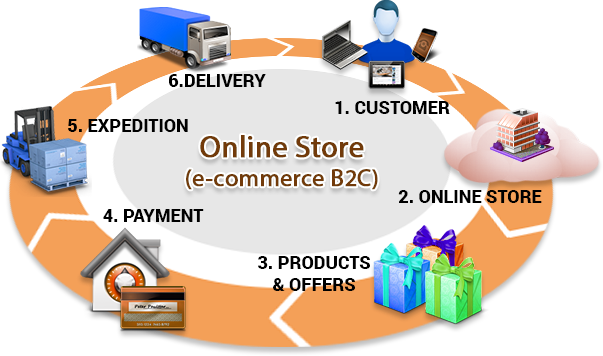 6.DELIVERY
1. CUSTOMER
5. EXPEDITION
Online Store
(e-commerce B2C)
2. ONLINE STORE
4. PAYMENT
3. PRODUCTS
& OFFERS